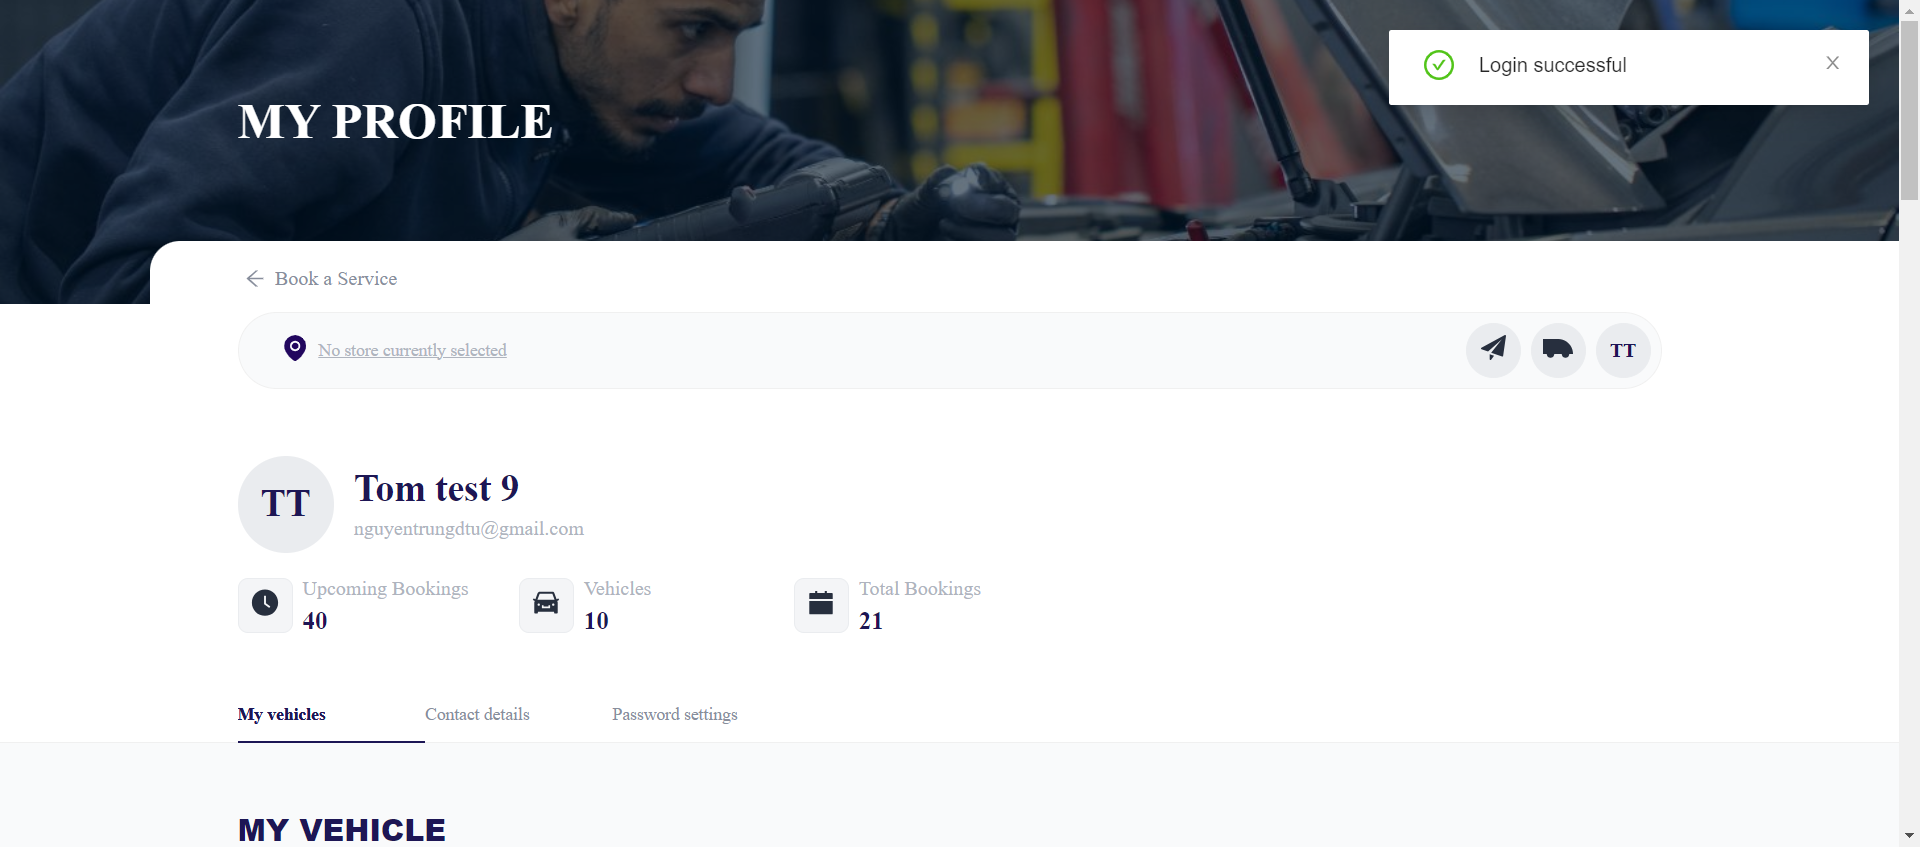 Login successful
MY PROFILE
Book a Service
No store currently selected
TT
TT
Tom test 9
nguyentrungdtu@gmail.com
Upcoming Bookings
40
Vehicles
10
Total Bookings
21
My vehicles
Contact details
Password settings
MY VEHICLE